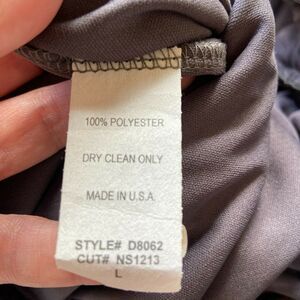 100% POLYESTER
DRY CLEAN ONLY
MADE IN U.S.A.
STYLE# D8062
CUT# NS1213
L